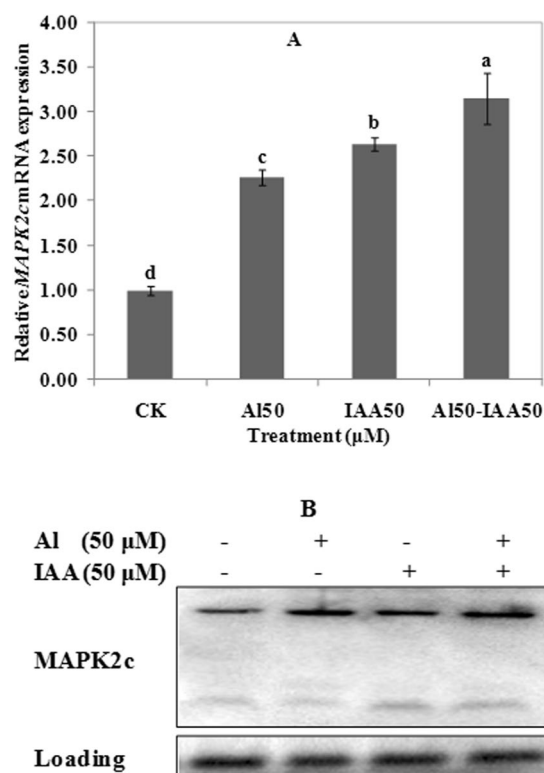 A
4.00
3.50
3.00
2.50
2.00
1.50
1.00
0.50
0.00
Relative MAPK2c mRNA expression
d
c
b
a
CK Al50 IAA50 Al50-IAA50
Treatment (µM)
B
Al (50 µM) - + - +
IAA (50 µM) - - + +
MAPK2c
Loading